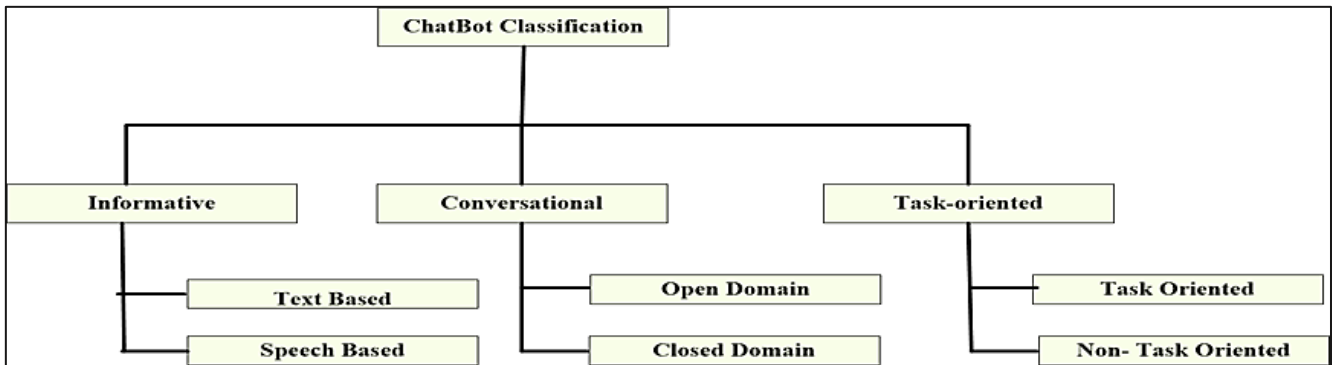 ChatBot Classification
Informative
Conversational
Task-oriented
Text Based
Open Domain
Task Oriented
Speech Based
Closed Domain
Non- Task Oriented